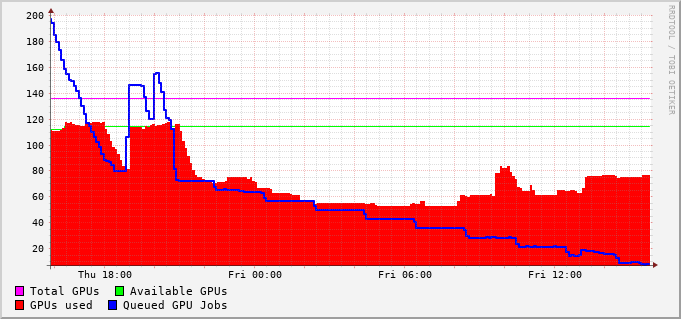 RRDTOOL / TOBI OETIKER
200
180
160
140
120
100
80
60
40
20
Thu 18:00 Fri 00:00 Fri 06:00 Fri 12:00
Total GPUs Available GPUs
GPUs used Queued GPU Jobs